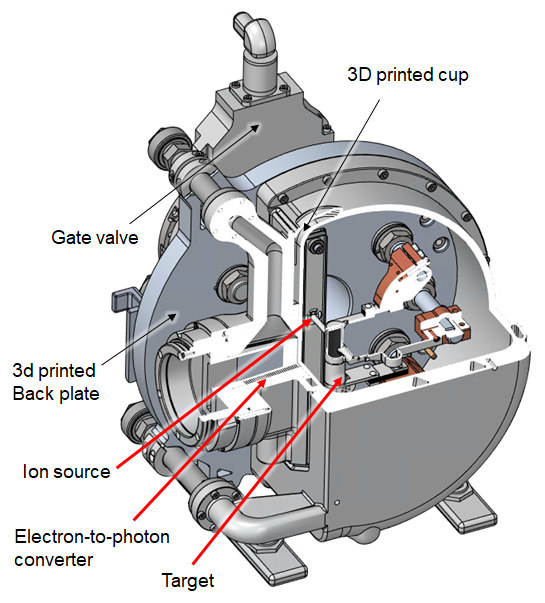 3D printed cup
Gate valve
3d printed
Back plate
Ion source
Electron-to-photon
converter
Target